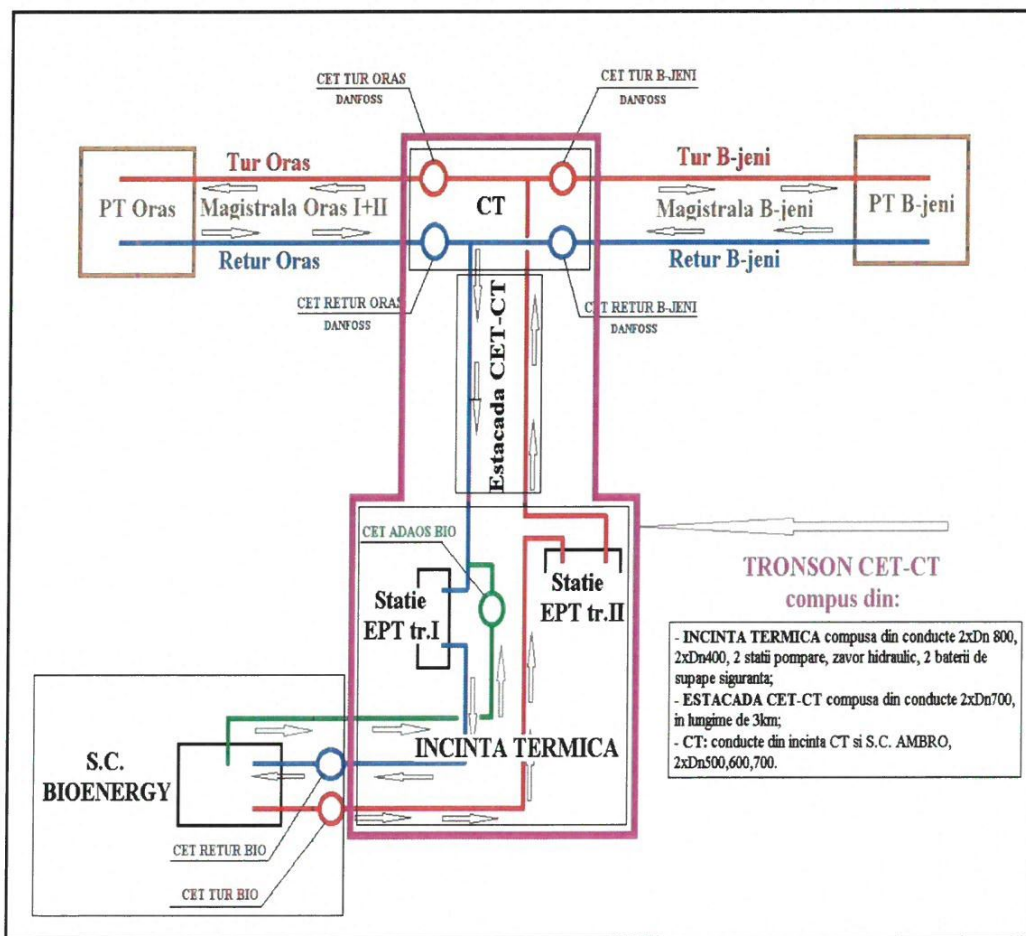 CET TUR ORAS
DANFOSS
CET TUR B-JENI
DANFOSS
Tur Oras
Tur B-jeni
PT Oras
Magistrala Oras I+II
CT
Magistrala B-jeni
PT B-jeni
Retur Oras
Retur B-jeni
CET RETUR ORAS
DANFOSS
CET RETUR B-JENI
DANFOSS
Estacada CET-CT
CET ADAOS BIO
Statie
EPT tr.I
Statie
EPT tr.II
TRONSON CET-CT
compus din:
- INCINTA TERMICA compusa din conducte 2xDn 800,
2xDn400, 2 statii pompare, zavor hidraulic, 2 baterii de
supape siguranta;
- ESTACADA CET-CT compusa din conducte 2xDn700,
in lungime de 3km;
- CT: conducte din incinta CT si S.C. AMBRO,
2xDn500,600,700.
INCINTA TERMICA
S.C.
BIOENERGY
CET RETUR BIO
CET TUR BIO